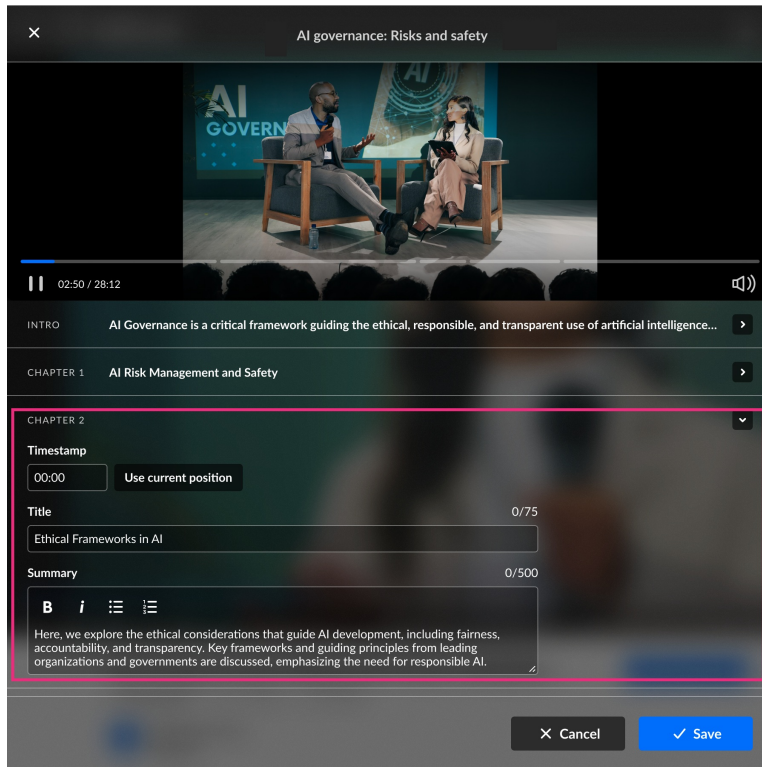 AI governance: Risks and safety
AI
AI
GOVERN
02:50 / 28:12
INTRO AI Governance is a critical framework guiding the ethical, responsible, and transparent use of artificial intelligence...
CHAPTER 1 AI Risk Management and Safety
CHAPTER 2
Timestamp
00:00 Use current position
Title 0/75
Ethical Frameworks in AI
Summary 0/500
B i
Here, we explore the ethical considerations that guide AI development, including fairness,
accountability, and transparency. Key frameworks and guiding principles from leading
organizations and governments are discussed, emphasizing the need for responsible AI.
Cancel Save